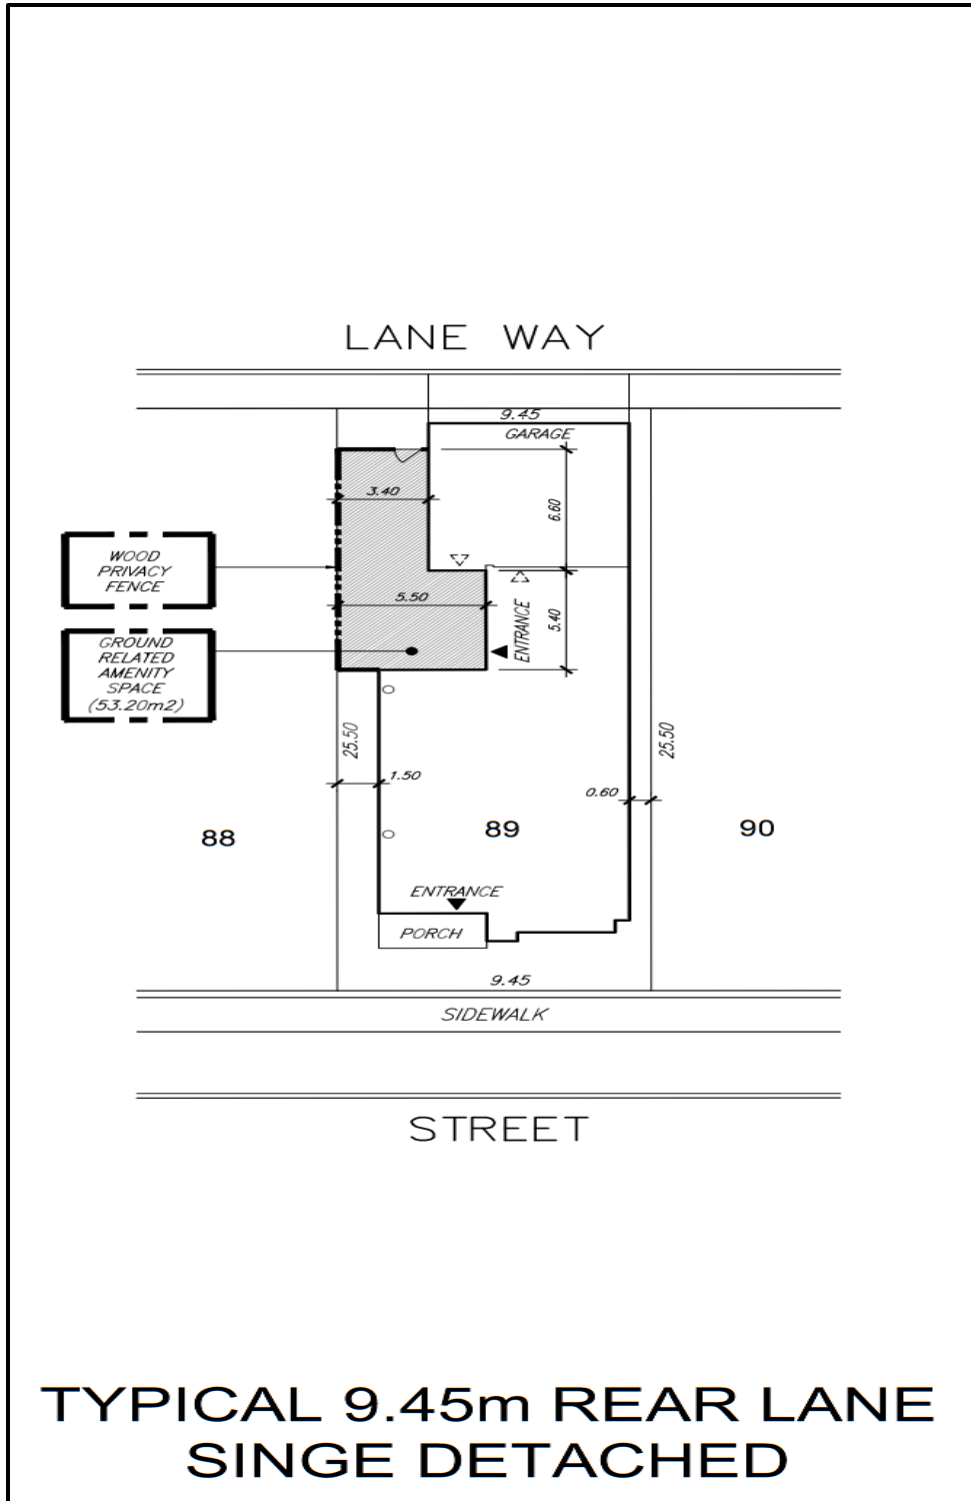 LANE WAY
9.45
GARAGE
3.40
6.60
WOOD
PRIVACY
FENCE
5.50
ENTRANCE
5.40
GROUND
RELATED
AMENITY
SPACE
(53.20m2)
25.50
25.50
1.50
0.60
88
89
90
ENTRANCE
PORCH
9.45
SIDEWALK
STREET
TYPICAL 9.45m REAR LANE
SINGE DETACHED